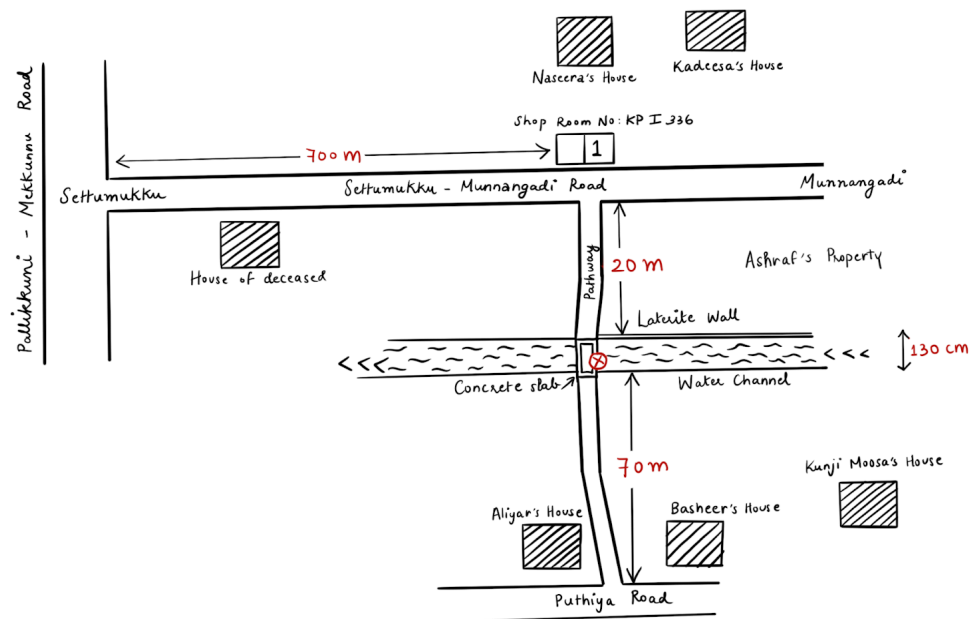 Naseera's House
Kadeesa's House
Shop Room No: KP I 336
1
700 m
Pallikkuni - Mekkunnu Road
Settumukku
Settumukku - Munnangadi Road
Munnangadi
House of deceased
Pathway
20 m
Ashraf's Property
Laterite Wall
130 cm
Concrete slab
Water Channel
70 m
Kunji Moosa's House
Aliyar's House
Basheer's House
Puthiya Road